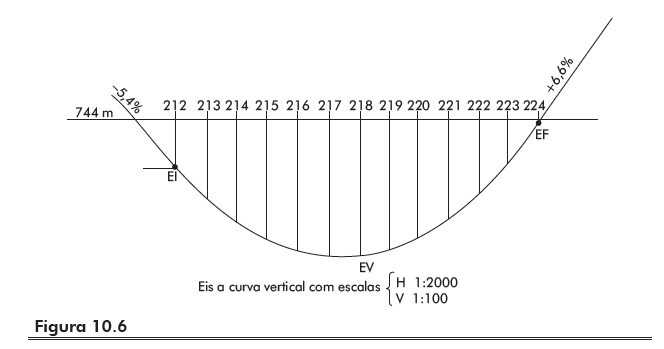 -5,4%
+6,6%
744 m
212 213 214 215 216 217 218 219 220 221 222 223 224
EF
EI
EV
Eis a curva vertical com escalas { H 1:2000
V 1:100
Figura 10.6